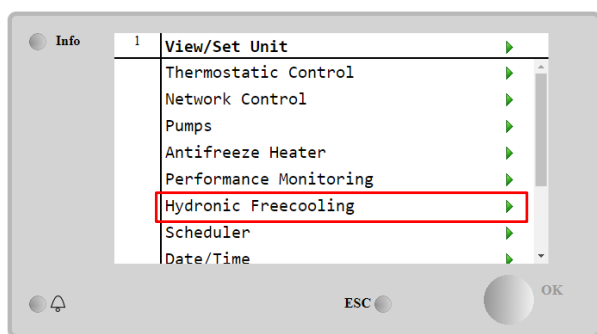 Info
1 View/Set Unit
Thermostatic Control
Network Control
Pumps
Antifreeze Heater
Performance Monitoring
Hydronic Freecooling
Scheduler
Date/Time
ESC
OK